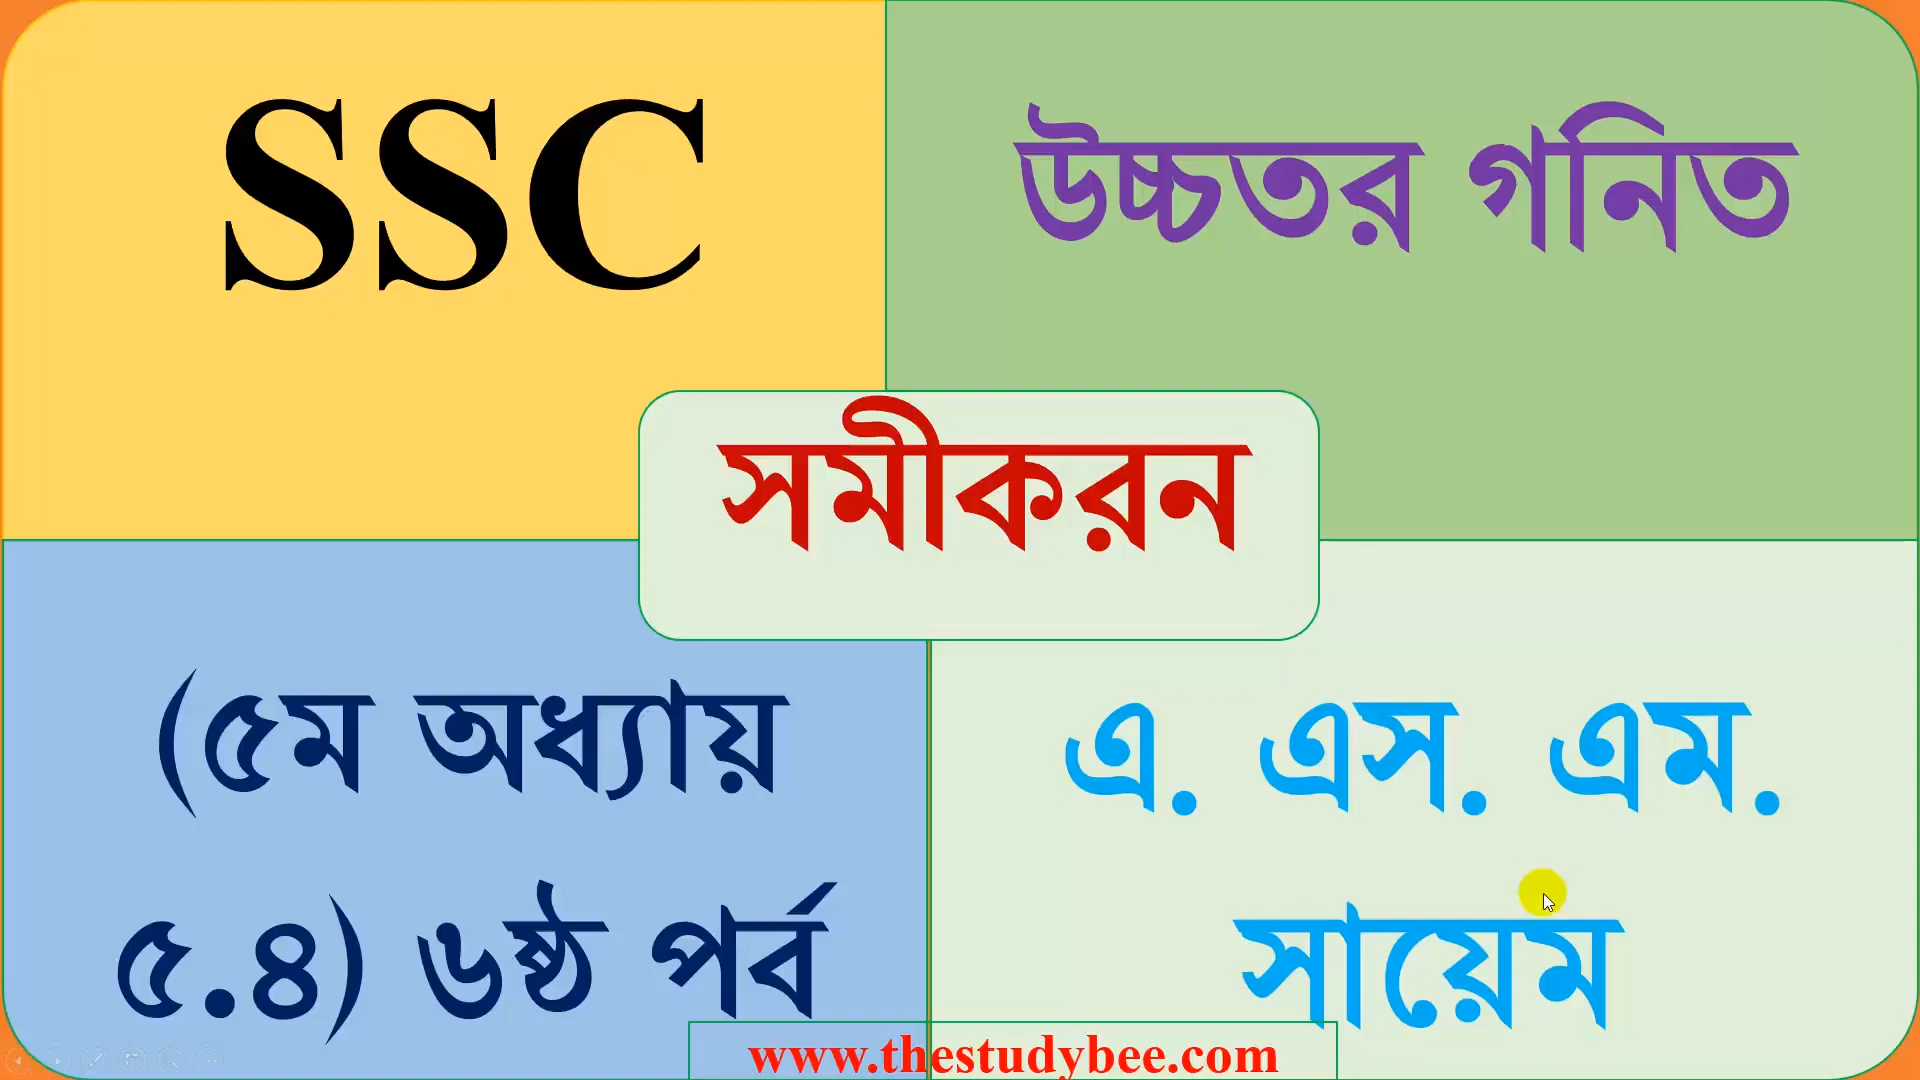 SSC
উচ্চতর গনিত
সমীকরন
(৫ম অধ্যায়
৫.৪) ৬ষ্ঠ পর্ব
এ. এস. এম.
সায়েম
www.thestudybee.com